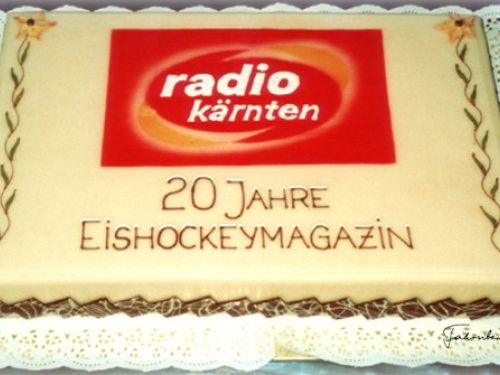 radio
kärnten
20 JAHRE
EISHOCKEYMAGAZIN